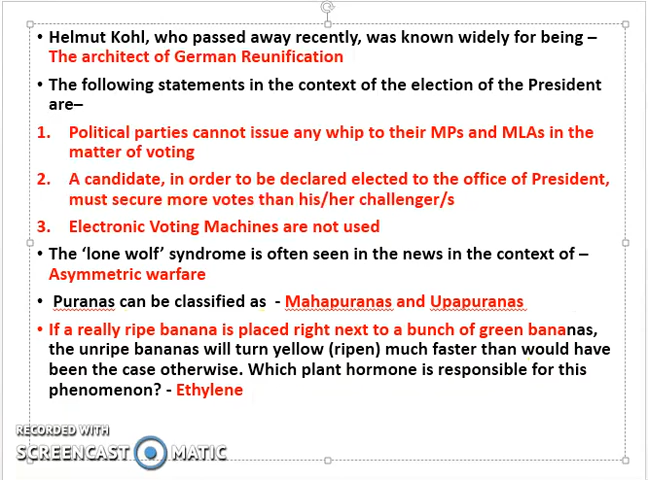 • Helmut Kohl, who passed away recently, was known widely for being –
The architect of German Reunification
• The following statements in the context of the election of the President
are–
1. Political parties cannot issue any whip to their MPs and MLAs in the
matter of voting
2. A candidate, in order to be declared elected to the office of President,
must secure more votes than his/her challenger/s
3. Electronic Voting Machines are not used
• The ‘lone wolf’ syndrome is often seen in the news in the context of –
Asymmetric warfare
• Puranas can be classified as - Mahapuranas and Upapuranas
• If a really ripe banana is placed right next to a bunch of green bananas,
the unripe bananas will turn yellow (ripen) much faster than would have
been the case otherwise. Which plant hormone is responsible for this
phenomenon? - Ethylene
RECORDED WITH
SCREENCAST MATIC